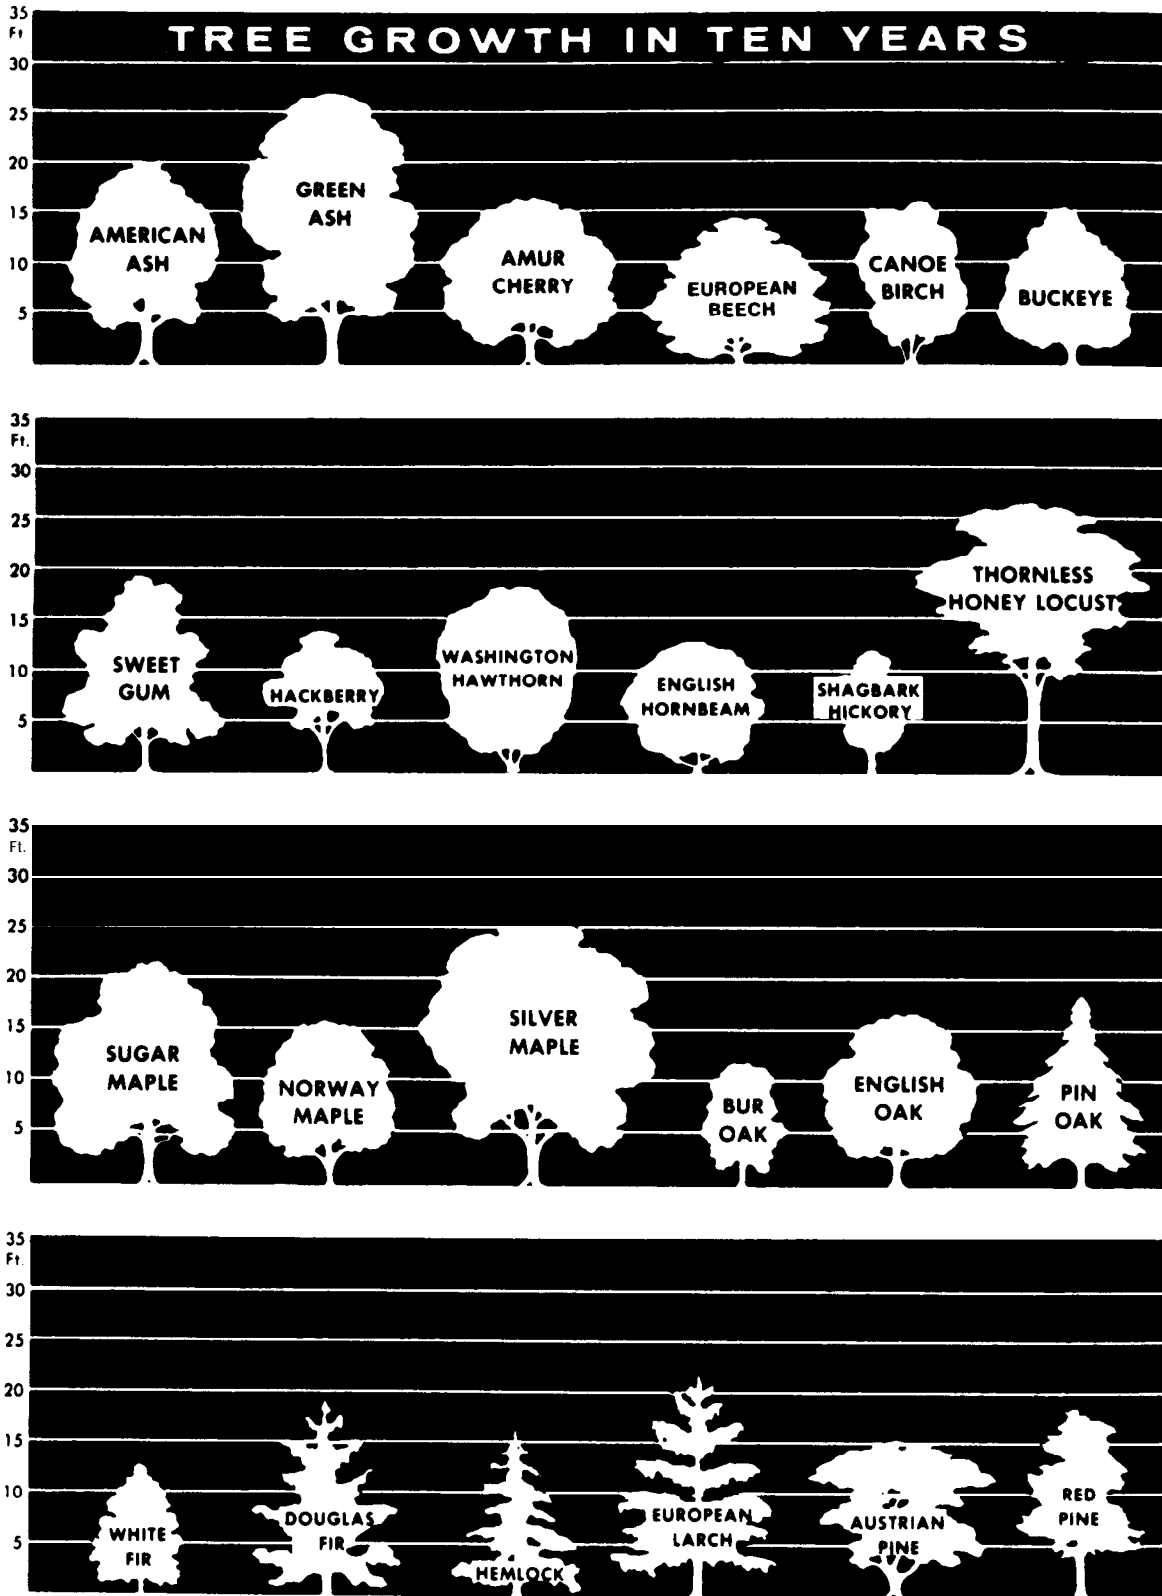 35
Ft
TREE GROWTH IN TEN YEARS
30
25
20
15
10
5
AMERICAN
ASH
GREEN
ASH
AMUR
CHERRY
EUROPEAN
BEECH
CANOE
BIRCH
BUCKEYE
35
Ft.
30
25
20
15
10
5
SWEET
GUM
HACKBERRY
WASHINGTON
HAWTHORN
ENGLISH
HORNBEAM
SHAGBARK
HICKORY
THORNLESS
HONEY LOCUST
35
Ft.
30
25
20
15
10
5
SUGAR
MAPLE
NORWAY
MAPLE
SILVER
MAPLE
BUR
OAK
ENGLISH
OAK
PIN
OAK
35
Ft.
30
25
20
15
10
5
WHITE
FIR
DOUGLAS
FIR
HEMLOCK
EUROPEAN
LARCH
AUSTRIAN
PINE
RED
PINE